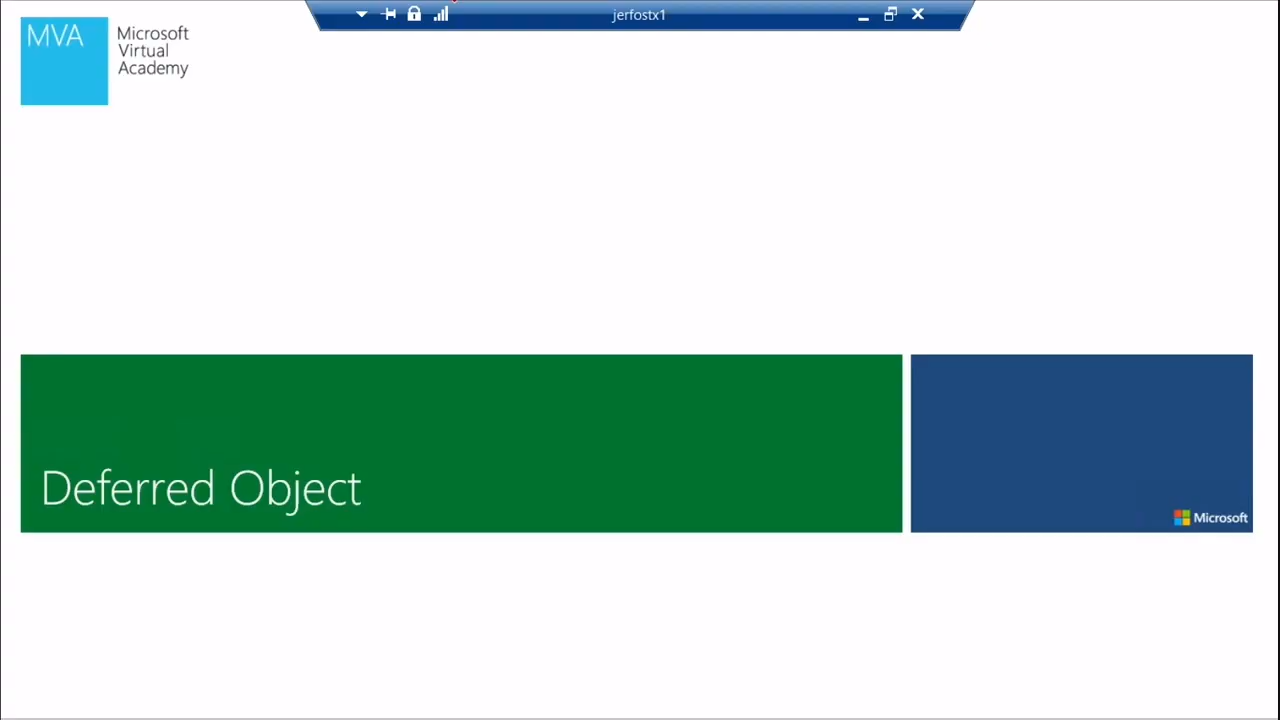 jerfostx1
MVA
Microsoft
Virtual
Academy
Deferred Object
Microsoft